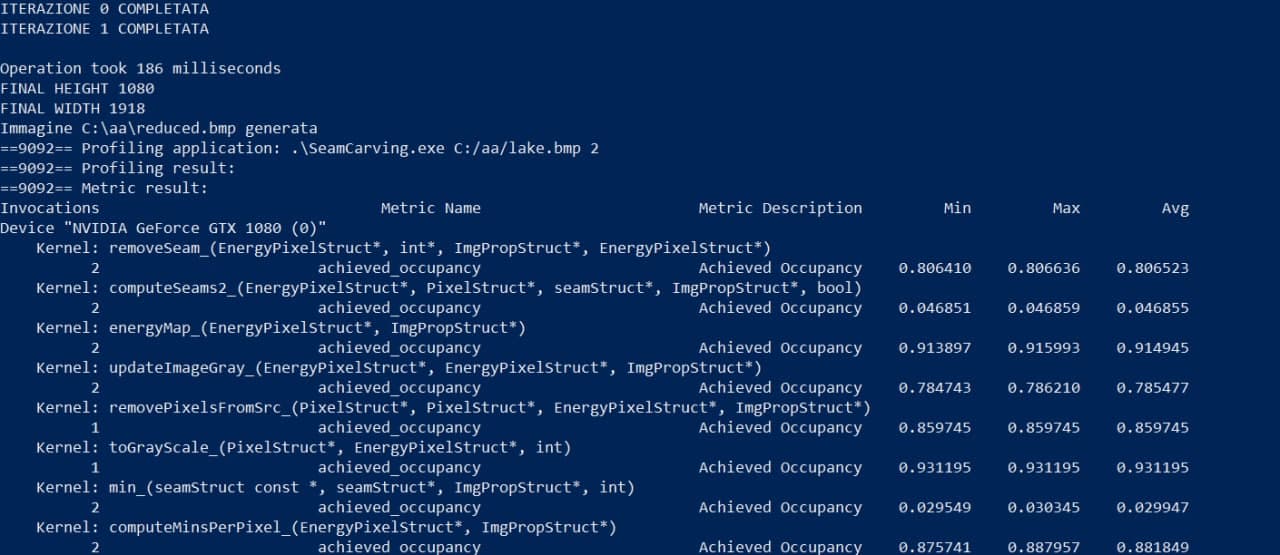 ITERAZIONE 0 COMPLETATA
ITERAZIONE 1 COMPLETATA
Operation took 186 milliseconds
FINAL HEIGHT 1080
FINAL WIDTH 1918
Immagine C:\aa\reduced.bmp generata
==9092== Profiling application: .\SeamCarving.exe C:/aa/lake.bmp 2
==9092== Profiling result:
==9092== Metric result:
Invocations Metric Name Metric Description Min Max Avg
Device "NVIDIA GeForce GTX 1080 (0)"
Kernel: removeSeam_(EnergyPixelStruct*, int*, ImgPropStruct*, EnergyPixelStruct*)
2 achieved_occupancy Achieved Occupancy 0.806410 0.806636 0.806523
Kernel: computeSeams2_(EnergyPixelStruct*, PixelStruct*, seamStruct*, ImgPropStruct*, bool)
2 achieved_occupancy Achieved Occupancy 0.046851 0.046859 0.046855
Kernel: energyMap_(EnergyPixelStruct*, ImgPropStruct*)
2 achieved_occupancy Achieved Occupancy 0.913897 0.915993 0.914945
Kernel: updateImageGray_(EnergyPixelStruct*, EnergyPixelStruct*, ImgPropStruct*)
2 achieved_occupancy Achieved Occupancy 0.784743 0.786210 0.785477
Kernel: removePixelsFromSrc_(PixelStruct*, PixelStruct*, EnergyPixelStruct*, ImgPropStruct*)
1 achieved_occupancy Achieved Occupancy 0.859745 0.859745 0.859745
Kernel: toGrayScale_(PixelStruct*, EnergyPixelStruct*, int)
1 achieved_occupancy Achieved Occupancy 0.931195 0.931195 0.931195
Kernel: min_(seamStruct const *, seamStruct*, ImgPropStruct*, int)
2 achieved_occupancy Achieved Occupancy 0.029549 0.030345 0.029947
Kernel: computeMinsPerPixel_(EnergyPixelStruct*, ImgPropStruct*)
2 achieved_occupancy Achieved Occupancy 0.875741 0.887957 0.881849